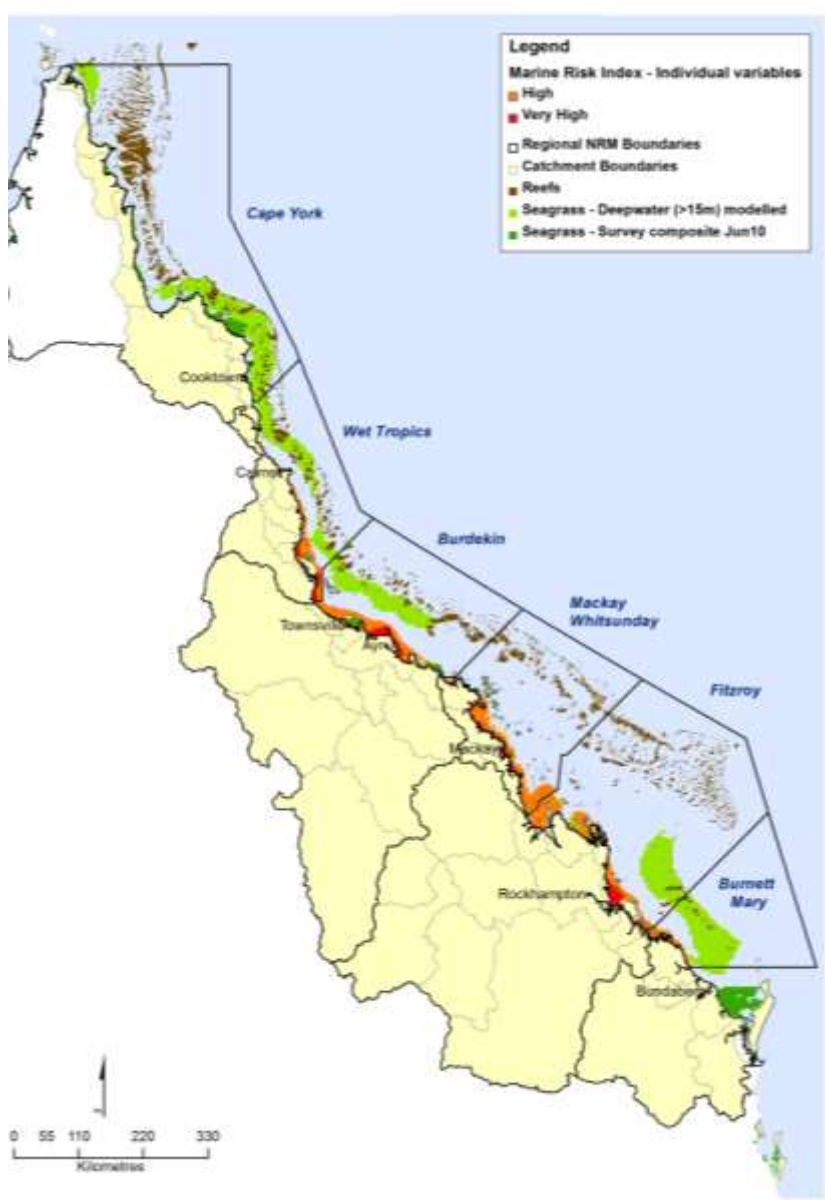 Legend
Marine Risk Index - Individual variables
High
Very High
Regional NRM Boundaries
Catchment Boundaries
Reefs
Seagrass - Deepwater (>15m) modelled
Seagrass - Survey composite Jun10
Cape York
Cooktown
Wet Tropics
Cairns
Burdekin
Mackay
Whitsunday
Townsville
Ayr
Fitzroy
Mackay
Burnett
Mary
Rockhampton
Bundaberg
0 55 110 220 330
Kilometres